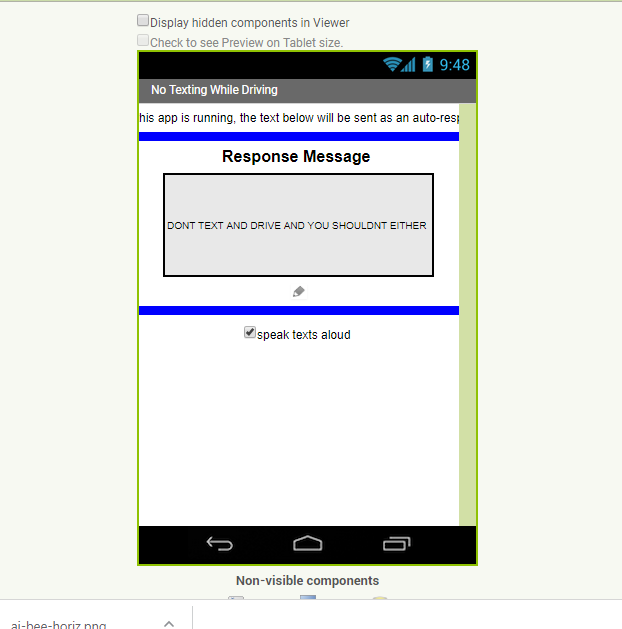 Display hidden components in Viewer
Check to see Preview on Tablet size.
9:48
No Texting While Driving
his app is running, the text below will be sent as an auto-resp
Response Message
DONT TEXT AND DRIVE AND YOU SHOULDNT EITHER
speak texts aloud
Non-visible components
ai-bee-horiz.png